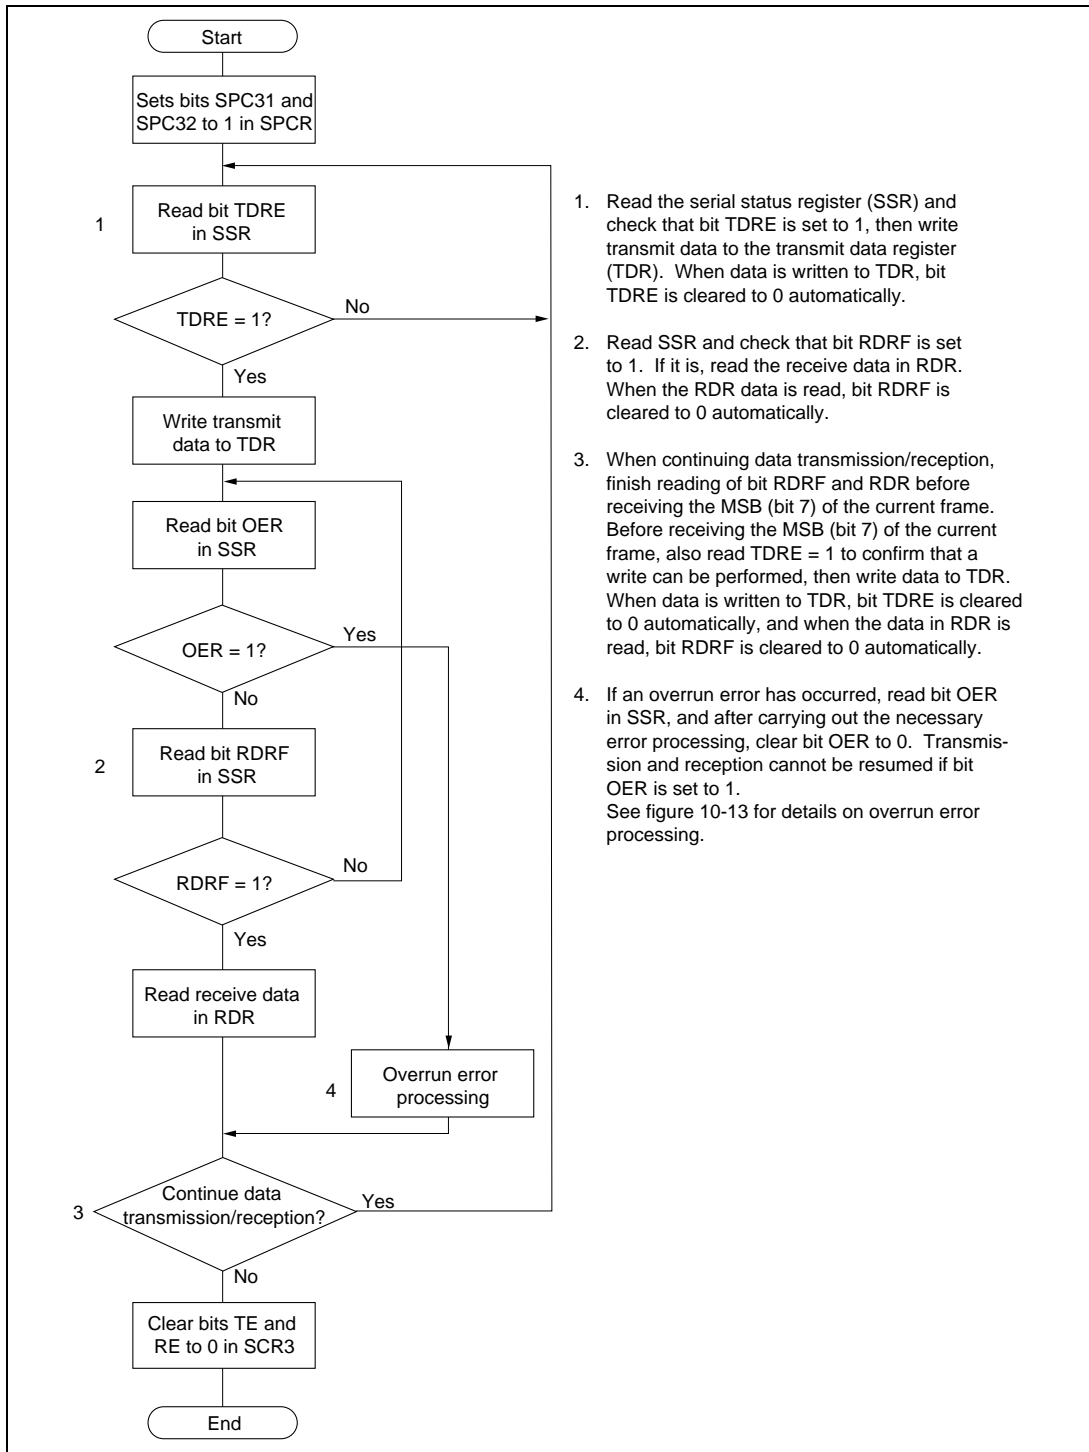 Start
Sets bits SPC31 and
SPC32 to 1 in SPCR
1
Read bit TDRE
in SSR
TDRE = 1?
No
Yes
Write transmit
data to TDR
Read bit OER
in SSR
OER = 1?
Yes
No
2
Read bit RDRF
in SSR
RDRF = 1?
No
Yes
Read receive data
in RDR
4
Overrun error
processing
3
Continue data
transmission/reception?
Yes
No
Clear bits TE and
RE to 0 in SCR3
End
1. Read the serial status register (SSR) and
check that bit TDRE is set to 1, then write
transmit data to the transmit data register
(TDR). When data is written to TDR, bit
TDRE is cleared to 0 automatically.
2. Read SSR and check that bit RDRF is set
to 1. If it is, read the receive data in RDR.
When the RDR data is read, bit RDRF is
cleared to 0 automatically.
3. When continuing data transmission/reception,
finish reading of bit RDRF and RDR before
receiving the MSB (bit 7) of the current frame.
Before receiving the MSB (bit 7) of the current
frame, also read TDRE = 1 to confirm that a
write can be performed, then write data to TDR.
When data is written to TDR, bit TDRE is cleared
to 0 automatically, and when the data in RDR is
read, bit RDRF is cleared to 0 automatically.
4. If an overrun error has occurred, read bit OER
in SSR, and after carrying out the necessary
error processing, clear bit OER to 0. Transmis-
sion and reception cannot be resumed if bit
OER is set to 1.
See figure 10-13 for details on overrun error
processing.